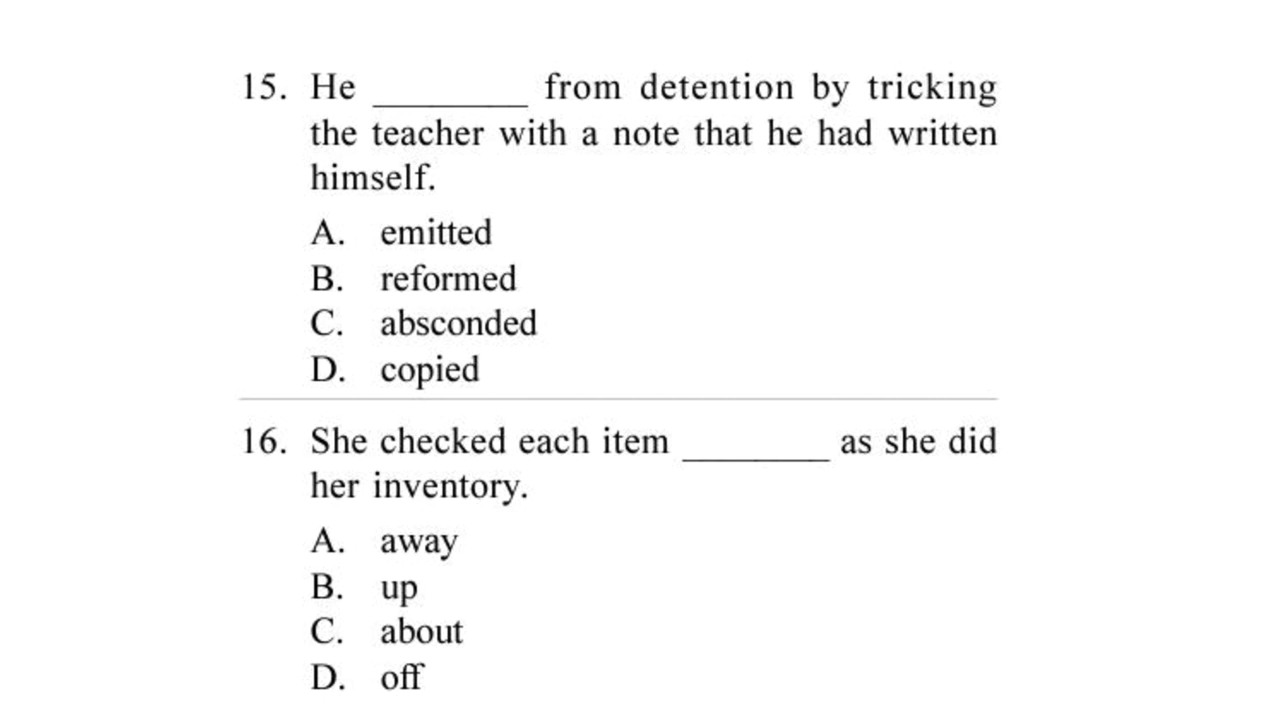 15. He ________ from detention by tricking
the teacher with a note that he had written
himself.
A. emitted
B. reformed
C. absconded
D. copied
16. She checked each item ________ as she did
her inventory.
A. away
B. up
C. about
D. off